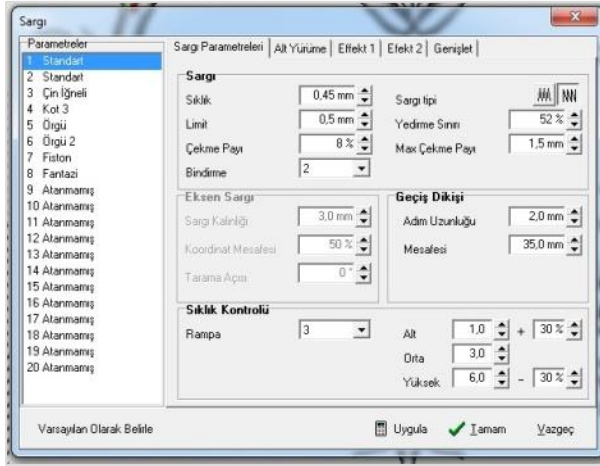 Sargı
Parametreler
1 Standart
2 Standart
3 Çin İğneli
4 Kot 3
5 Örgü
6 Örgü 2
7 Fiston
8 Fantazi
9 Atanmamış
10 Atanmamış
11 Atanmamış
12 Atanmamış
13 Atanmamış
14 Atanmamış
15 Atanmamış
16 Atanmamış
17 Atanmamış
18 Atanmamış
19 Atanmamış
20 Atanmamış
Sargı Parametreleri Alt Yürüme Effekt 1 Efekt 2 Genişlet
Sargı
Sıklık 0,45 mm Sargı tipi
Limit 0,5 mm Yedirme Sınırı 52 %
Çekme Payı 8 % Max Çekme Payı 1,5 mm
Bindirme 2
Eksen Sargı
Sargı Kalınlığı 3,0 mm
Koordinat Mesafesi 50 %
Tarama Açısı 0 °
Geçiş Dikişi
Adım Uzunluğu 2,0 mm
Mesafesi 35,0 mm
Sıklık Kontrolü
Rampa 3 Alt 1,0 + 30 %
Orta 3,0
Yüksek 6,0 - 30 %
Varsayılan Olarak Belirle Uygula Tamam Vazgeç